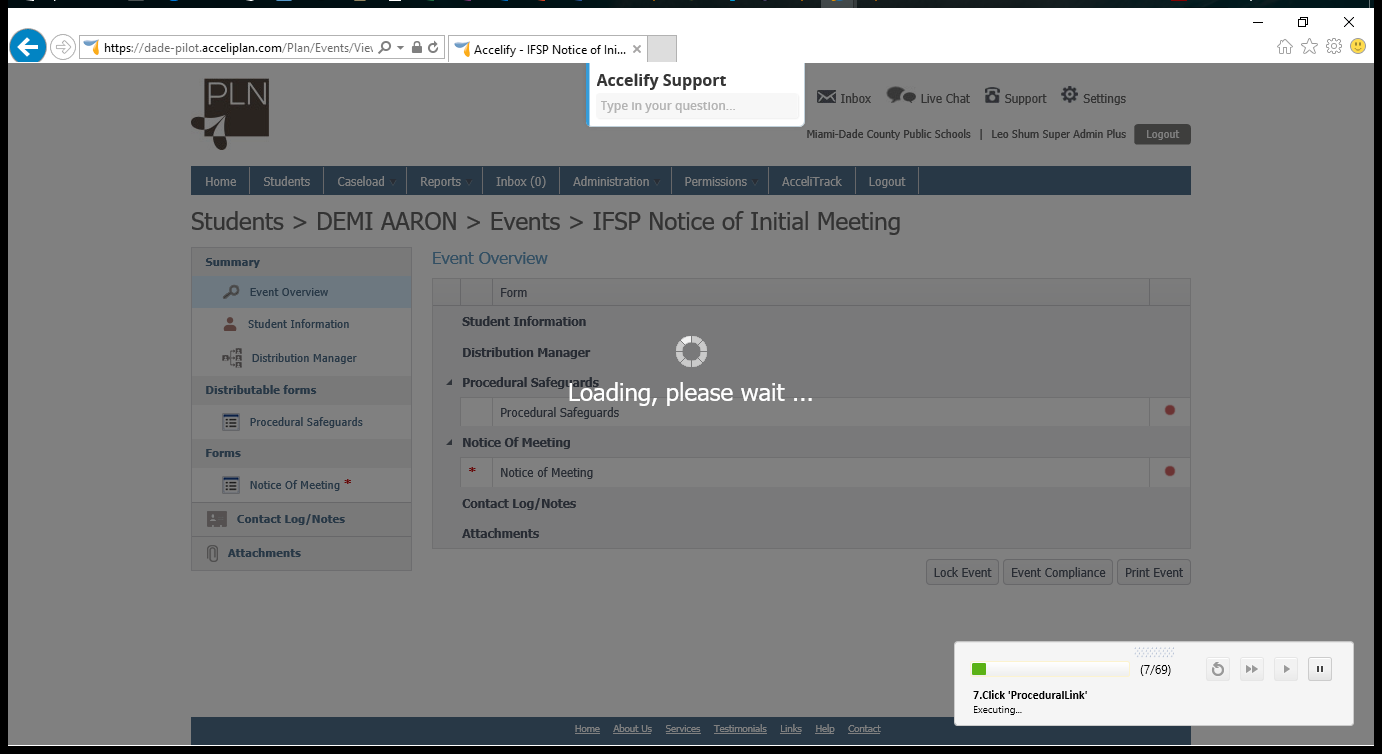 https://dade-pilot.acceliplan.com/Plan/Events/Viev
Accelify - IFSP Notice of Ini...
Accelify Support
Type in your question...
PLN
Inbox
Live Chat
Support
Settings
Miami-Dade County Public Schools | Leo Shum Super Admin Plus
Logout
Home
Students
Caseload
Reports
Inbox (0)
Administration
Permissions
AcceliTrack
Logout
Students > DEMI AARON > Events > IFSP Notice of Initial Meeting
Summary
Event Overview
Student Information
Distribution Manager
Distributable forms
Procedural Safeguards
Forms
Notice Of Meeting *
Contact Log/Notes
Attachments
Event Overview
Form
Student Information
Distribution Manager
Procedural Safeguards
Loading, please wait ...
Procedural Safeguards
Notice Of Meeting
* Notice of Meeting
Contact Log/Notes
Attachments
Lock Event
Event Compliance
Print Event
(7/69)
7.Click 'ProceduralLink'
Executing...
Home About Us Services Testimonials Links Help Contact